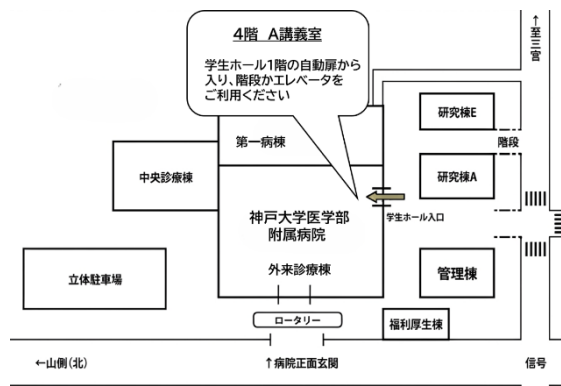 4階 A講義室
学生ホール1階の自動扉から
入り、階段かエレベータを
ご利用ください
↑至三宮
第一病棟
研究棟E
階段
中央診療棟
研究棟A
神戸大学医学部
附属病院
学生ホール入口
外来診療棟
管理棟
立体駐車場
ロータリー
福利厚生棟
←山側(北)
↑病院正面玄関
信号